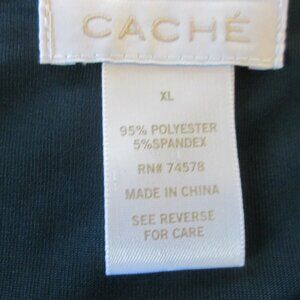 CACHÉ
XL
95% POLYESTER
5%SPANDEX
RN# 74578
MADE IN CHINA
SEE REVERSE
FOR CARE